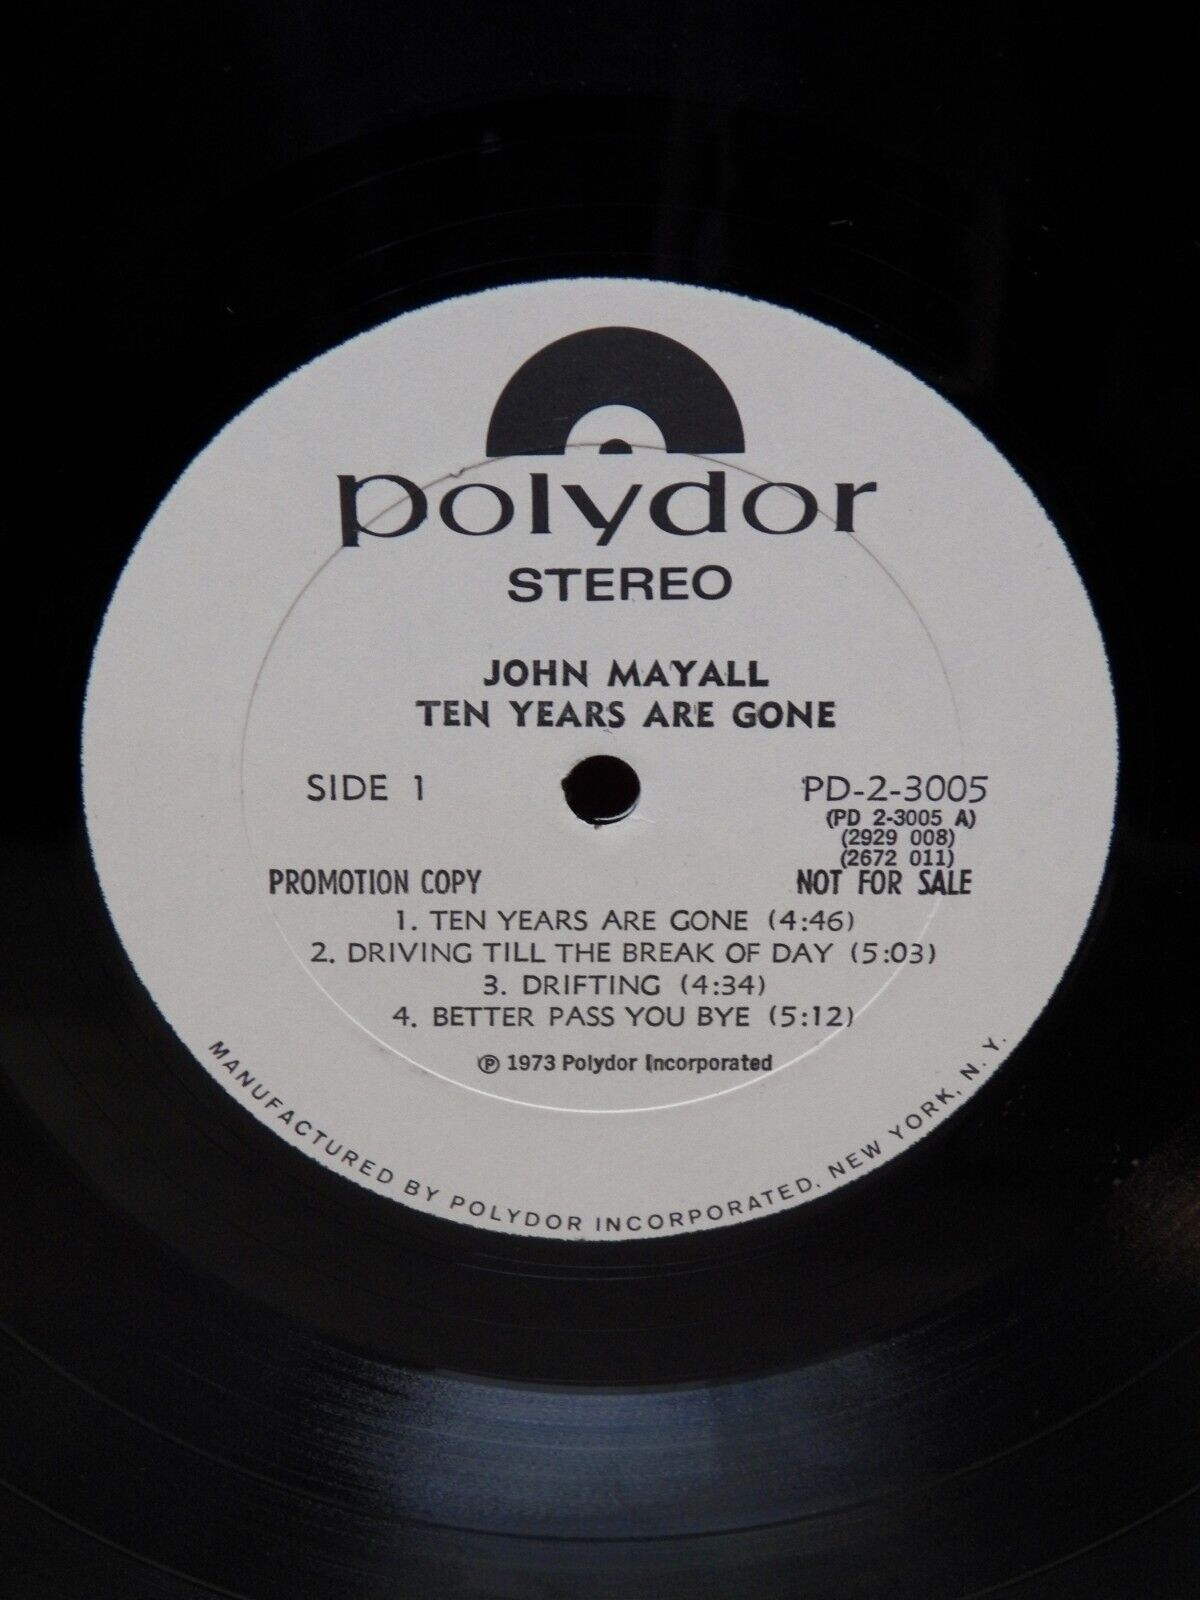 polydor
STEREO
JOHN MAYALL
TEN YEARS ARE GONE
SIDE 1
PD-2-3005
(PD 2-3005 A)
(2929 008)
(2672 011)
PROMOTION COPY
NOT FOR SALE
1. TEN YEARS ARE GONE (4:46)
2. DRIVING TILL THE BREAK OF DAY (5:03)
3. DRIFTING (4:34)
4. BETTER PASS YOU BYE (5:12)
℗ 1973 Polydor Incorporated
MANUFACTURED BY POLYDOR INCORPORATED, NEW YORK, N. Y.